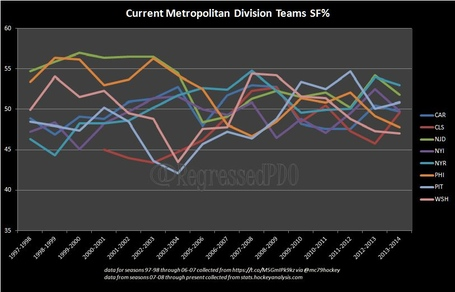 Current Metropolitan Division Teams SF%
60
55
50
45
40
35
CAR
CLS
NJD
NYI
NYR
PHI
PIT
WSH
@RegressedPDO
1997-1998
1998-1999
1999-2000
2000-2001
2001-2002
2002-2003
2003-2004
2005-2006
2006-2007
2007-2008
2008-2009
2009-2010
2010-2011
2011-2012
2012-2013
2013-2014
data for seasons 97-98 through 06-07 collected from via @mc79hockey
data from seasons 07-08 through present collected from stats.hockeyanalysis.com